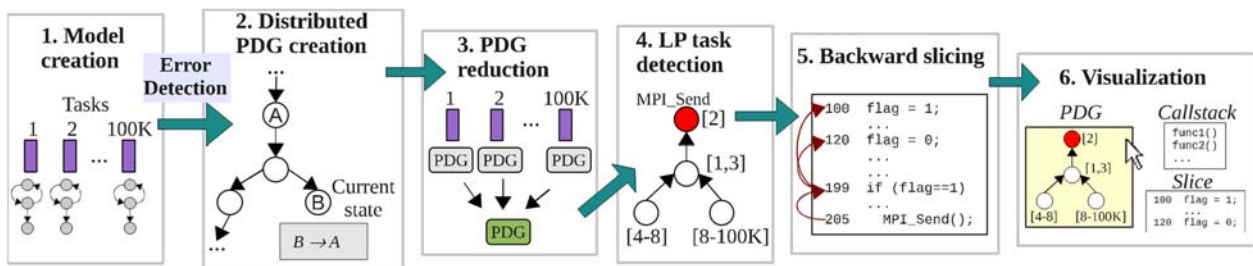 1. Model
creation
Tasks
1 2 ... 100K
Error
Detection
2. Distributed
PDG creation
...
A
B
Current
state
...
B → A
3. PDG
reduction
1 2 ... 100K
PDG PDG PDG
PDG
4. LP task
detection
MPI_Send
[2]
[1,3]
[4-8] [8-100K]
5. Backward slicing
100 flag = 1;
...
120 flag = 0;
...
...
199 if (flag==1)
...
205 MPI_Send();
6. Visualization
PDG
[2]
[1,3]
[4-8] [8-100K]
Callstack
func1()
func2()
...
Slice
100 flag = 1;
...
120 flag = 0;